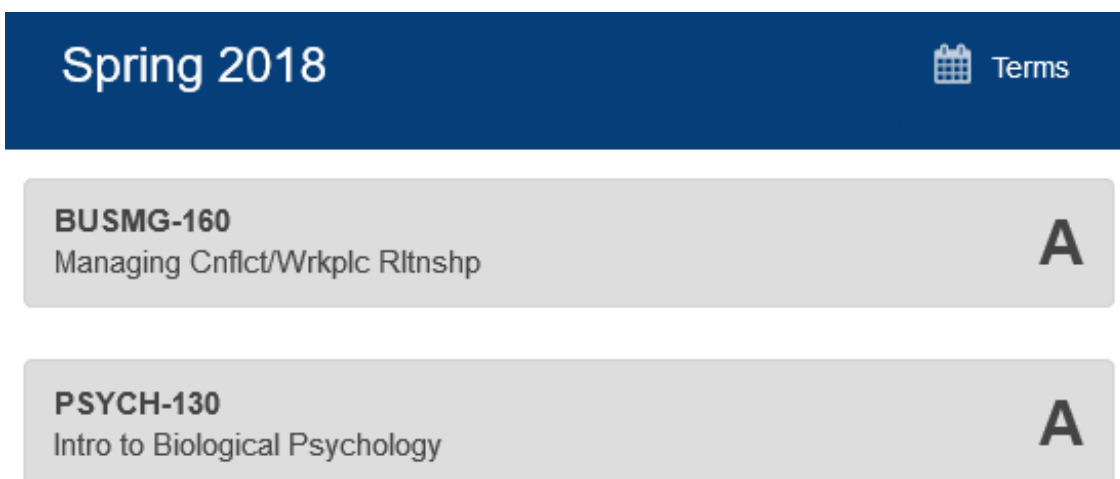 Spring 2018
Terms
BUSMG-160
Managing Cnflct/Wrkplc Rltnshp
A
PSYCH-130
Intro to Biological Psychology
A